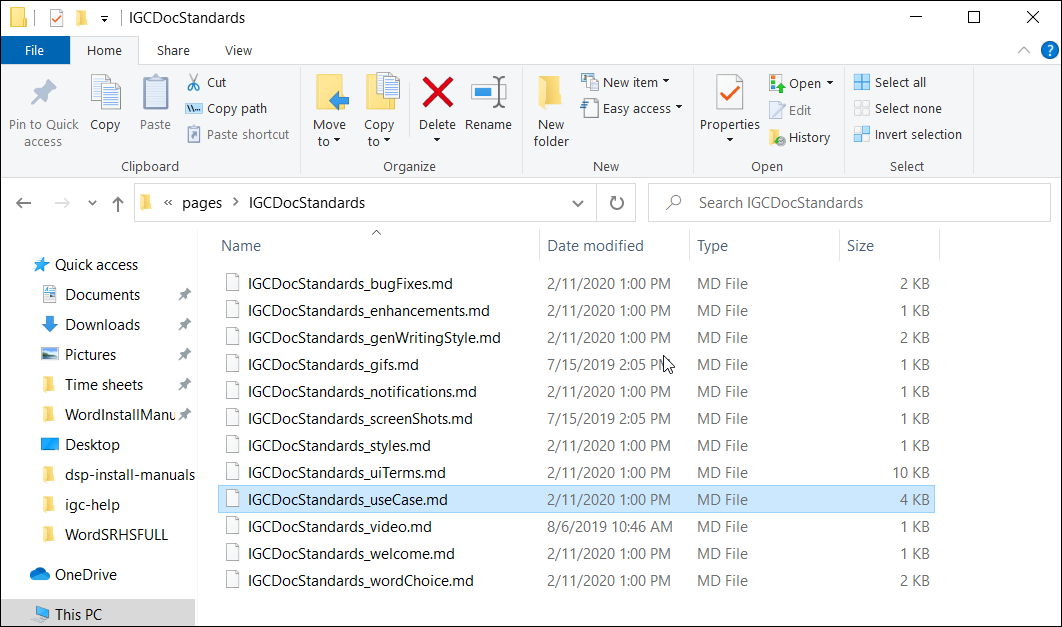 IGCDocStandards
File Home Share View
Pin to Quick access
Copy
Paste
Cut
Copy path
Paste shortcut
Clipboard
Move to
Copy to
Delete
Rename
Organize
New folder
New item
Easy access
New
Properties
Open
Edit
History
Open
Select all
Select none
Invert selection
Select
« pages > IGCDocStandards
Search IGCDocStandards
Quick access
Documents
Downloads
Pictures
Time sheets
WordInstallManu
Desktop
dsp-install-manuals
igc-help
WordSRHSFULL
OneDrive
This PC
Name Date modified Type Size
IGCDocStandards_bugFixes.md 2/11/2020 1:00 PM MD File 2 KB
IGCDocStandards_enhancements.md 2/11/2020 1:00 PM MD File 1 KB
IGCDocStandards_genWritingStyle.md 2/11/2020 1:00 PM MD File 2 KB
IGCDocStandards_gifs.md 7/15/2019 2:05 PM MD File 1 KB
IGCDocStandards_notifications.md 2/11/2020 1:00 PM MD File 1 KB
IGCDocStandards_screenShots.md 7/15/2019 2:05 PM MD File 1 KB
IGCDocStandards_styles.md 2/11/2020 1:00 PM MD File 1 KB
IGCDocStandards_uiTerms.md 2/11/2020 1:00 PM MD File 10 KB
IGCDocStandards_useCase.md 2/11/2020 1:00 PM MD File 4 KB
IGCDocStandards_video.md 8/6/2019 10:46 AM MD File 1 KB
IGCDocStandards_welcome.md 2/11/2020 1:00 PM MD File 1 KB
IGCDocStandards_wordChoice.md 2/11/2020 1:00 PM MD File 2 KB